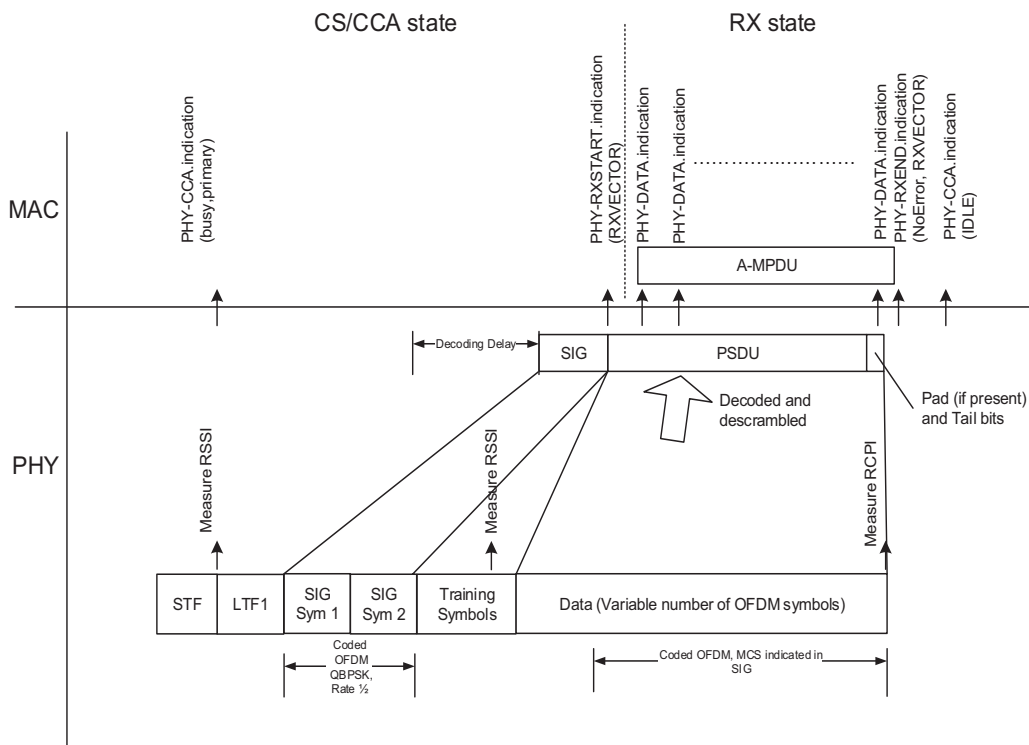 CS/CCA state
RX state
PHY-CCA.indication
(busy,primary)
PHY-RXSTART.indication
(RXVECTOR)
PHY-DATA.indication
PHY-DATA.indication
PHY-DATA.indication
PHY-RXEND.indication
(NoError, RXVECTOR)
PHY-CCA.indication
(IDLE)
MAC
A-MPDU
Decoding Delay
SIG
PSDU
Decoded and
descrambled
Pad (if present)
and Tail bits
PHY
Measure RSSI
Measure RSSI
Measure RCPI
STF
LTF1
SIG
Sym 1
SIG
Sym 2
Training
Symbols
Data (Variable number of OFDM symbols)
Coded
OFDM
QBPSK,
Rate ½
Coded OFDM, MCS indicated in
SIG